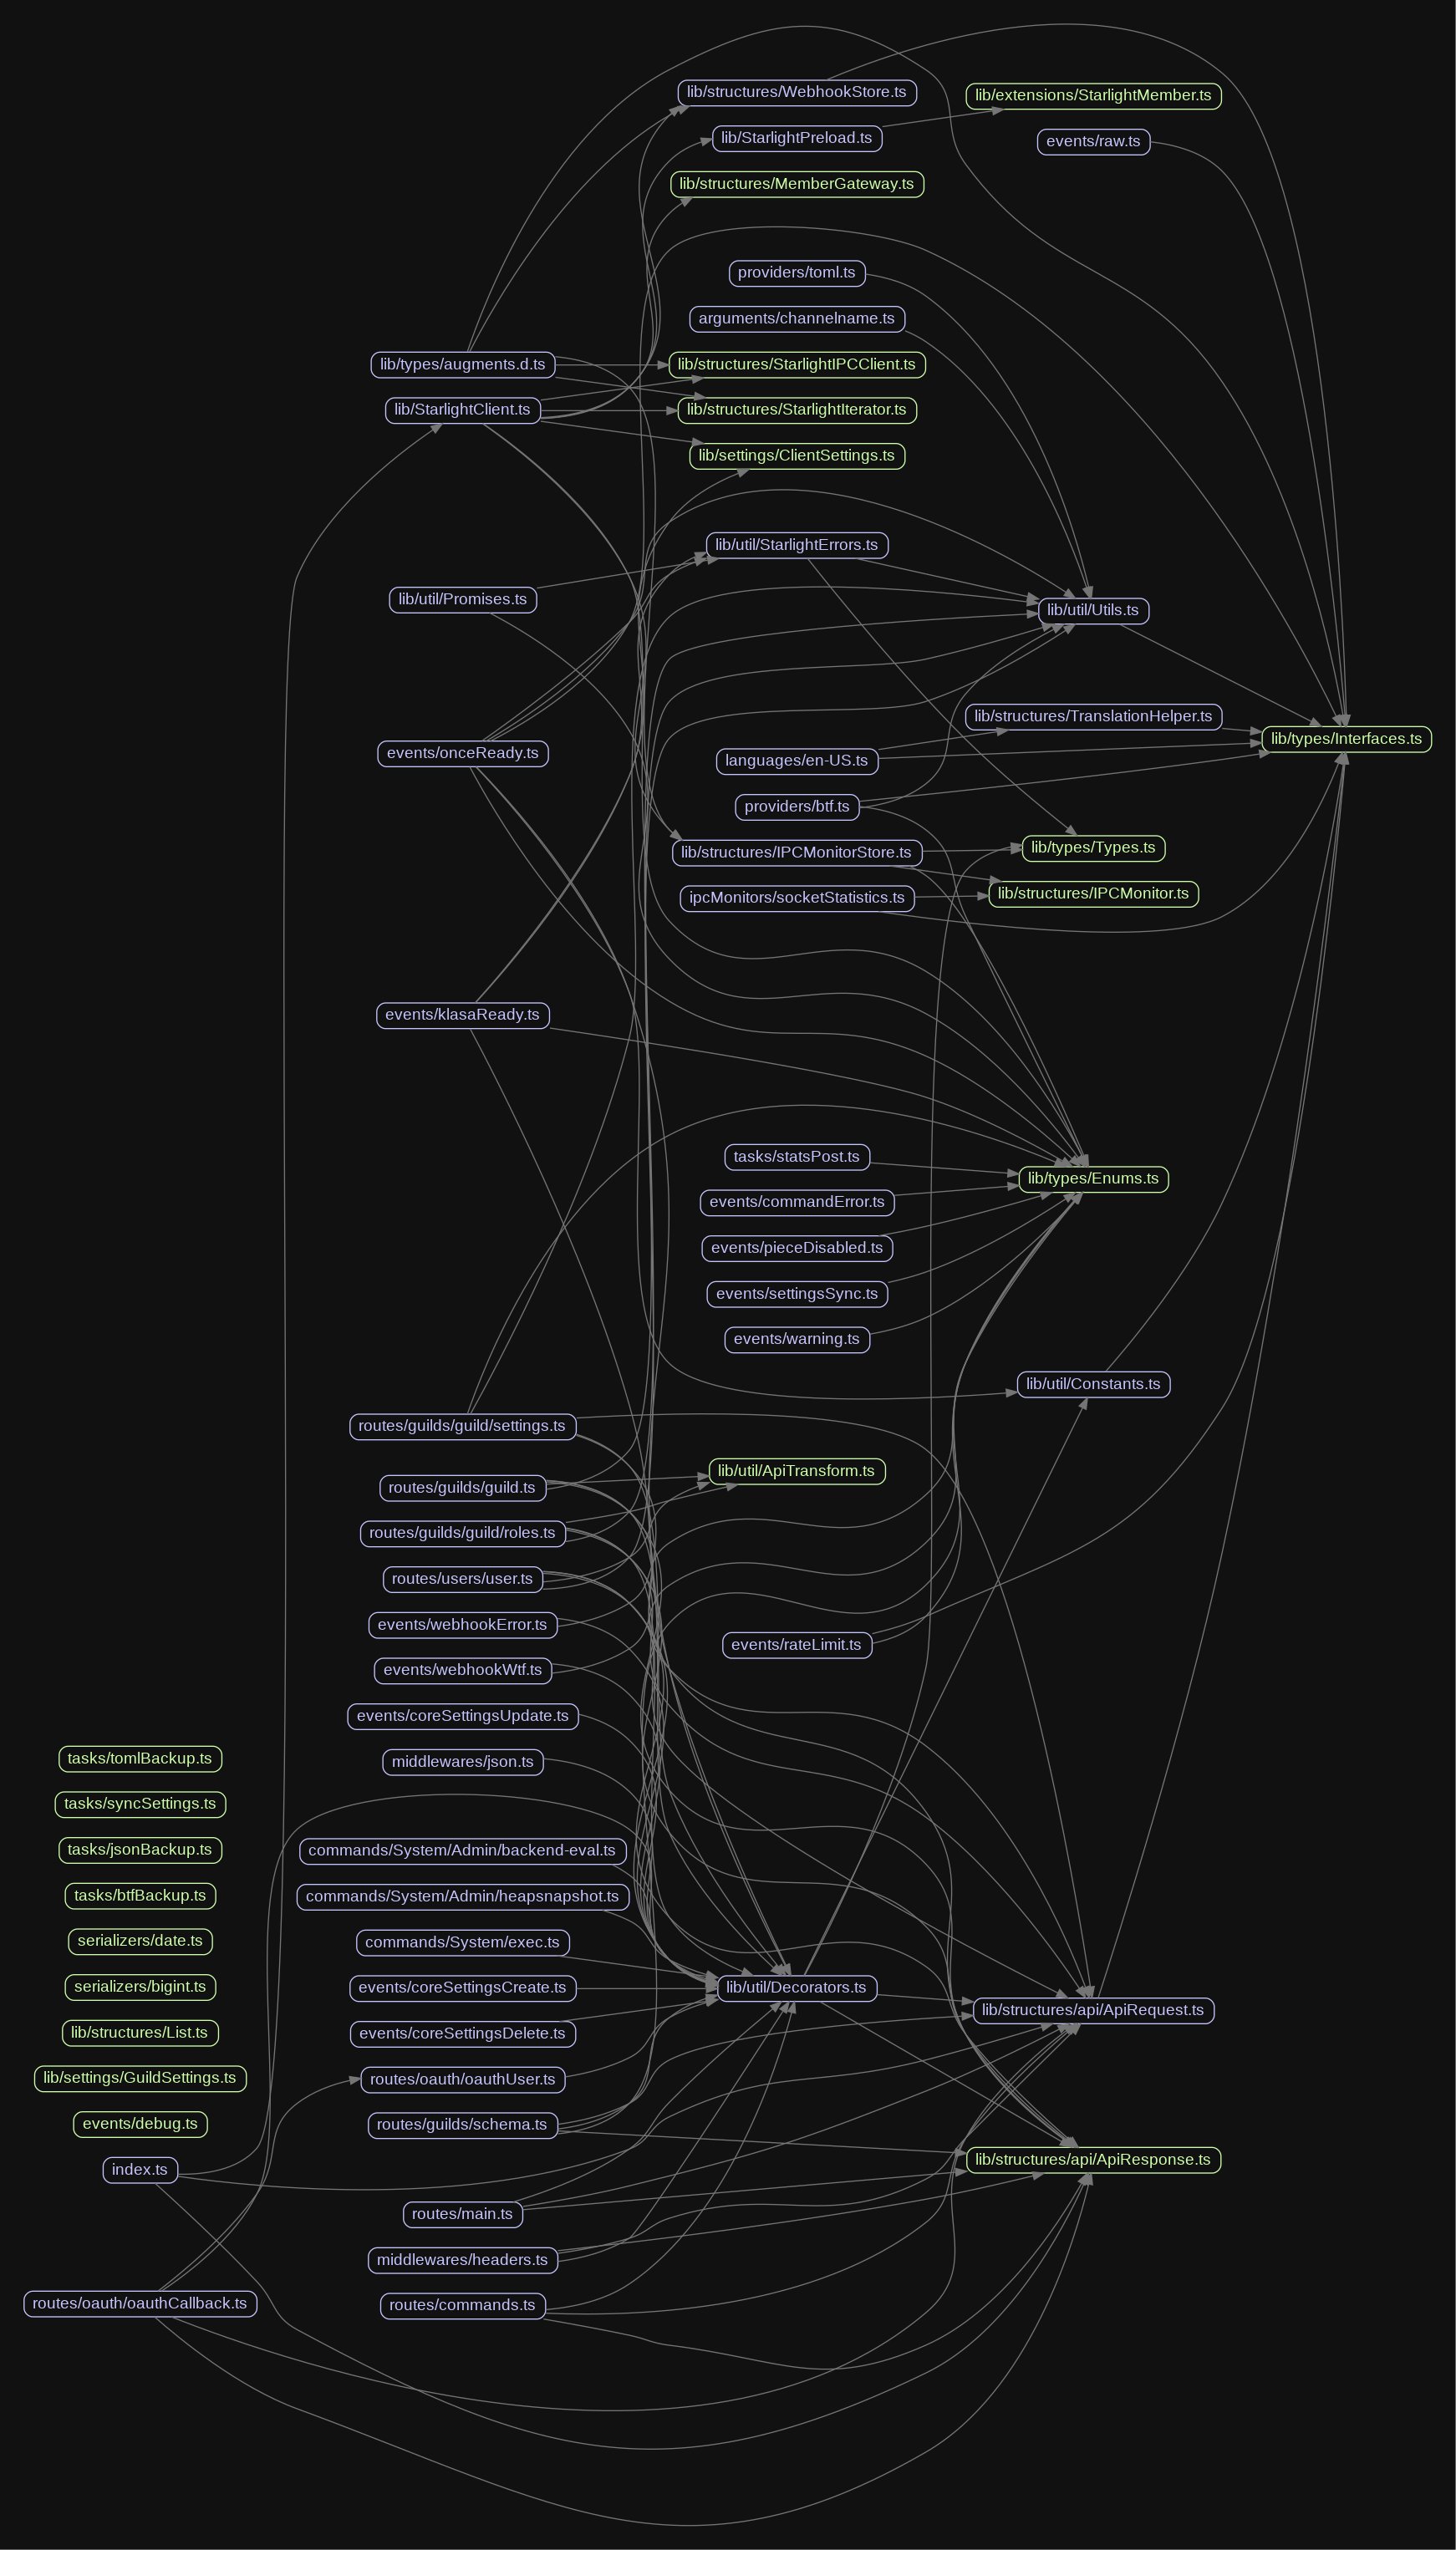 lib/structures/WebhookStore.ts
lib/extensions/StarlightMember.ts
lib/StarlightPreload.ts
events/raw.ts
lib/structures/MemberGateway.ts
providers/toml.ts
arguments/channelname.ts
lib/types/augments.d.ts
lib/structures/StarlightIPCClient.ts
lib/StarlightClient.ts
lib/structures/StarlightIterator.ts
lib/settings/ClientSettings.ts
lib/util/StarlightErrors.ts
lib/util/Promises.ts
lib/util/Utils.ts
lib/structures/TranslationHelper.ts
lib/types/Interfaces.ts
events/onceReady.ts
languages/en-US.ts
providers/btf.ts
lib/structures/IPCMonitorStore.ts
lib/types/Types.ts
ipcMonitors/socketStatistics.ts
lib/structures/IPCMonitor.ts
events/klasaReady.ts
tasks/statsPost.ts
lib/types/Enums.ts
events/commandError.ts
events/pieceDisabled.ts
events/settingsSync.ts
events/warning.ts
lib/util/Constants.ts
routes/guilds/guild/settings.ts
lib/util/ApiTransform.ts
routes/guilds/guild.ts
routes/guilds/guild/roles.ts
routes/users/user.ts
events/webhookError.ts
events/rateLimit.ts
events/webhookWtf.ts
events/coreSettingsUpdate.ts
tasks/tomlBackup.ts
middlewares/json.ts
tasks/syncSettings.ts
tasks/jsonBackup.ts
commands/System/Admin/backend-eval.ts
tasks/btfBackup.ts
commands/System/Admin/heapsnapshot.ts
serializers/date.ts
commands/System/exec.ts
serializers/bigint.ts
events/coreSettingsCreate.ts
lib/util/Decorators.ts
lib/structures/api/ApiRequest.ts
lib/structures/List.ts
events/coreSettingsDelete.ts
lib/settings/GuildSettings.ts
routes/oauth/oauthUser.ts
events/debug.ts
routes/guilds/schema.ts
lib/structures/api/ApiResponse.ts
index.ts
routes/main.ts
middlewares/headers.ts
routes/oauth/oauthCallback.ts
routes/commands.ts